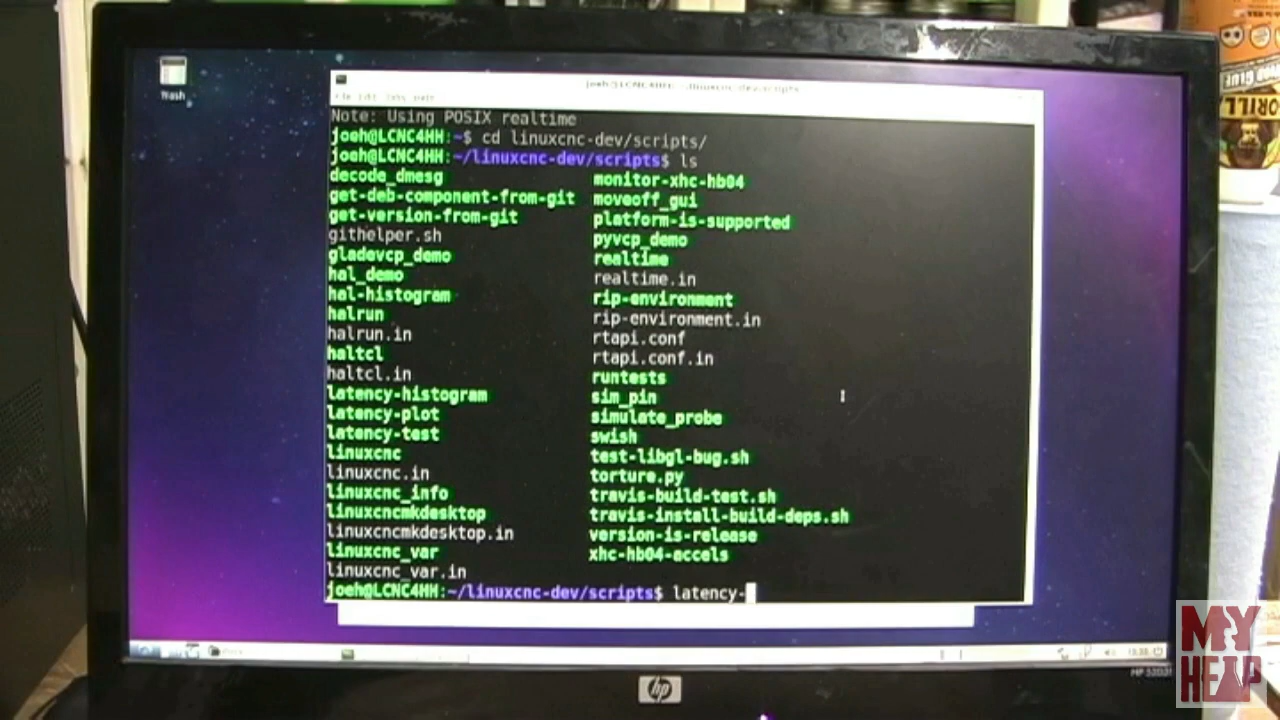 Trash
Note: Using POSIX realtime
joeh@LCNC4HH:~$ cd linuxcnc-dev/scripts/
joeh@LCNC4HH:~/linuxcnc-dev/scripts$ ls
decode_dmesg monitor-xhc-hb04
get-deb-component-from-git moveoff_gui
get-version-from-git platform-is-supported
githelper.sh pyvcp_demo
gladevcp_demo realtime
hal_demo realtime.in
hal-histogram rip-environment
halrun rip-environment.in
halrun.in rtapi.conf
haltcl rtapi.conf.in
haltcl.in runtests
latency-histogram sim_pin
latency-plot simulate_probe
latency-test swish
linuxcnc test-libgl-bug.sh
linuxcnc.in torture.py
linuxcnc_info travis-build-test.sh
linuxcncmkdesktop travis-install-build-deps.sh
linuxcncmkdesktop.in version-is-release
linuxcnc_var xhc-hb04-accels
linuxcnc_var.in
joeh@LCNC4HH:~/linuxcnc-dev/scripts$ latency-
hp
MY
HEAP